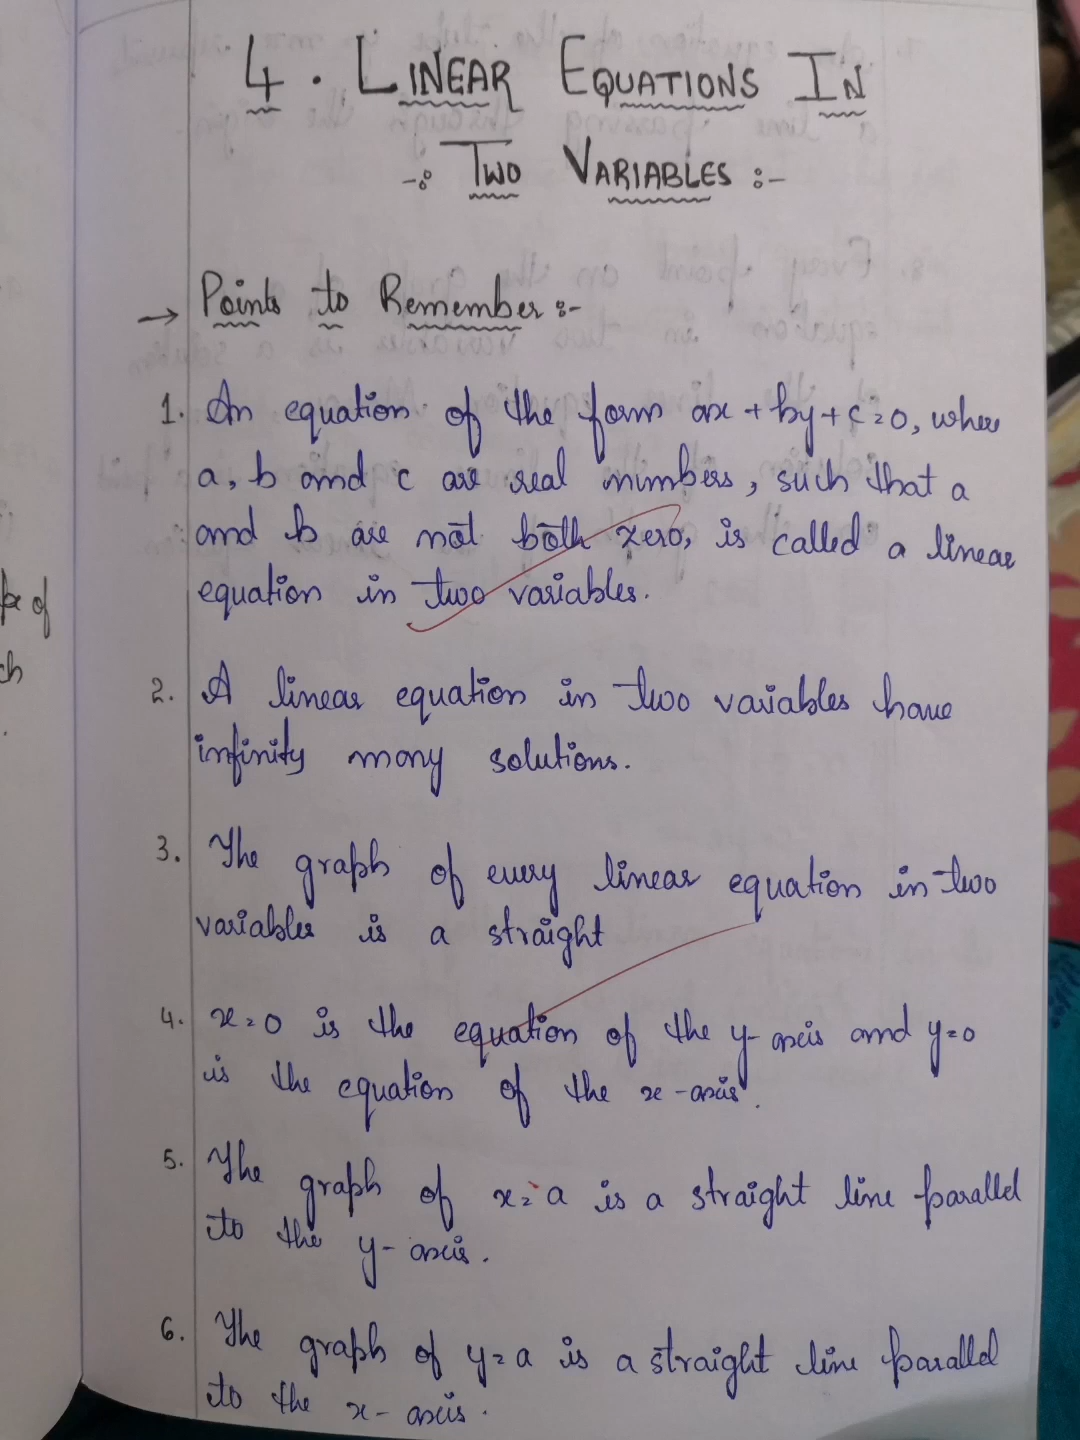 4. LINEAR EQUATIONS IN
-: TWO VARIABLES :-
→ Points to Remember :-
1. An equation of the form ax + by + c = 0, where
a, b and c are real numbers, such that a
and b are not both zero, is called a linear
equation in two variables.
2. A linear equation in two variables have
infinity many solutions.
3. The graph of every linear equation in two
variables is a straight
4. x = 0 is the equation of the y-axis and y = 0
is the equation of the x-axis.
5. The graph of x = a is a straight line parallel
to the y-axis.
6. The graph of y = a is a straight line parallel
to the x-axis.